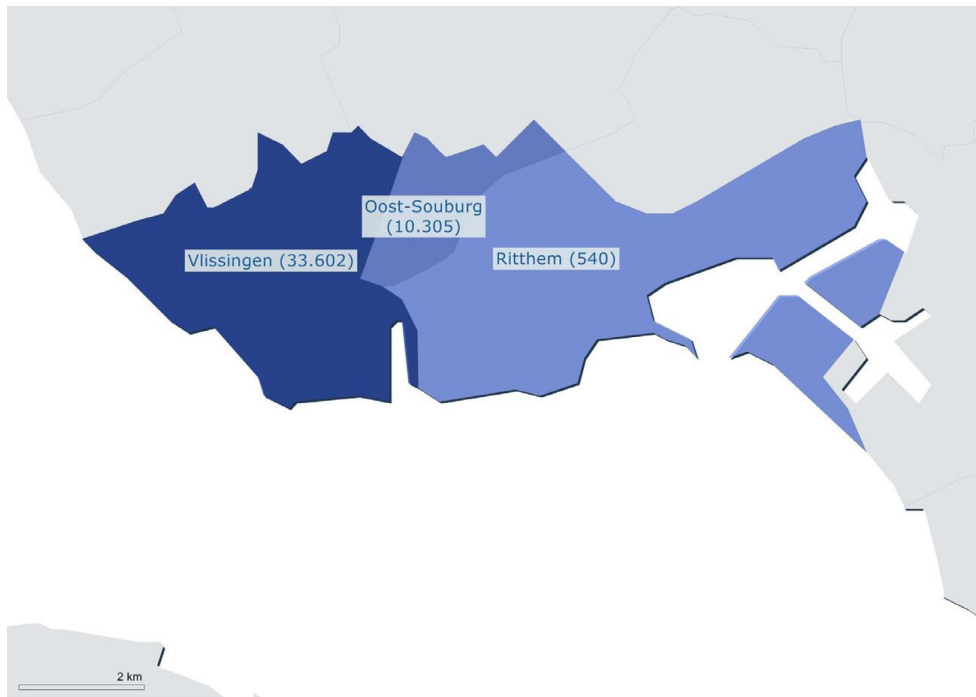 Oost-Souburg
(10.305)
Vlissingen (33.602)
Ritthem (540)
2 km